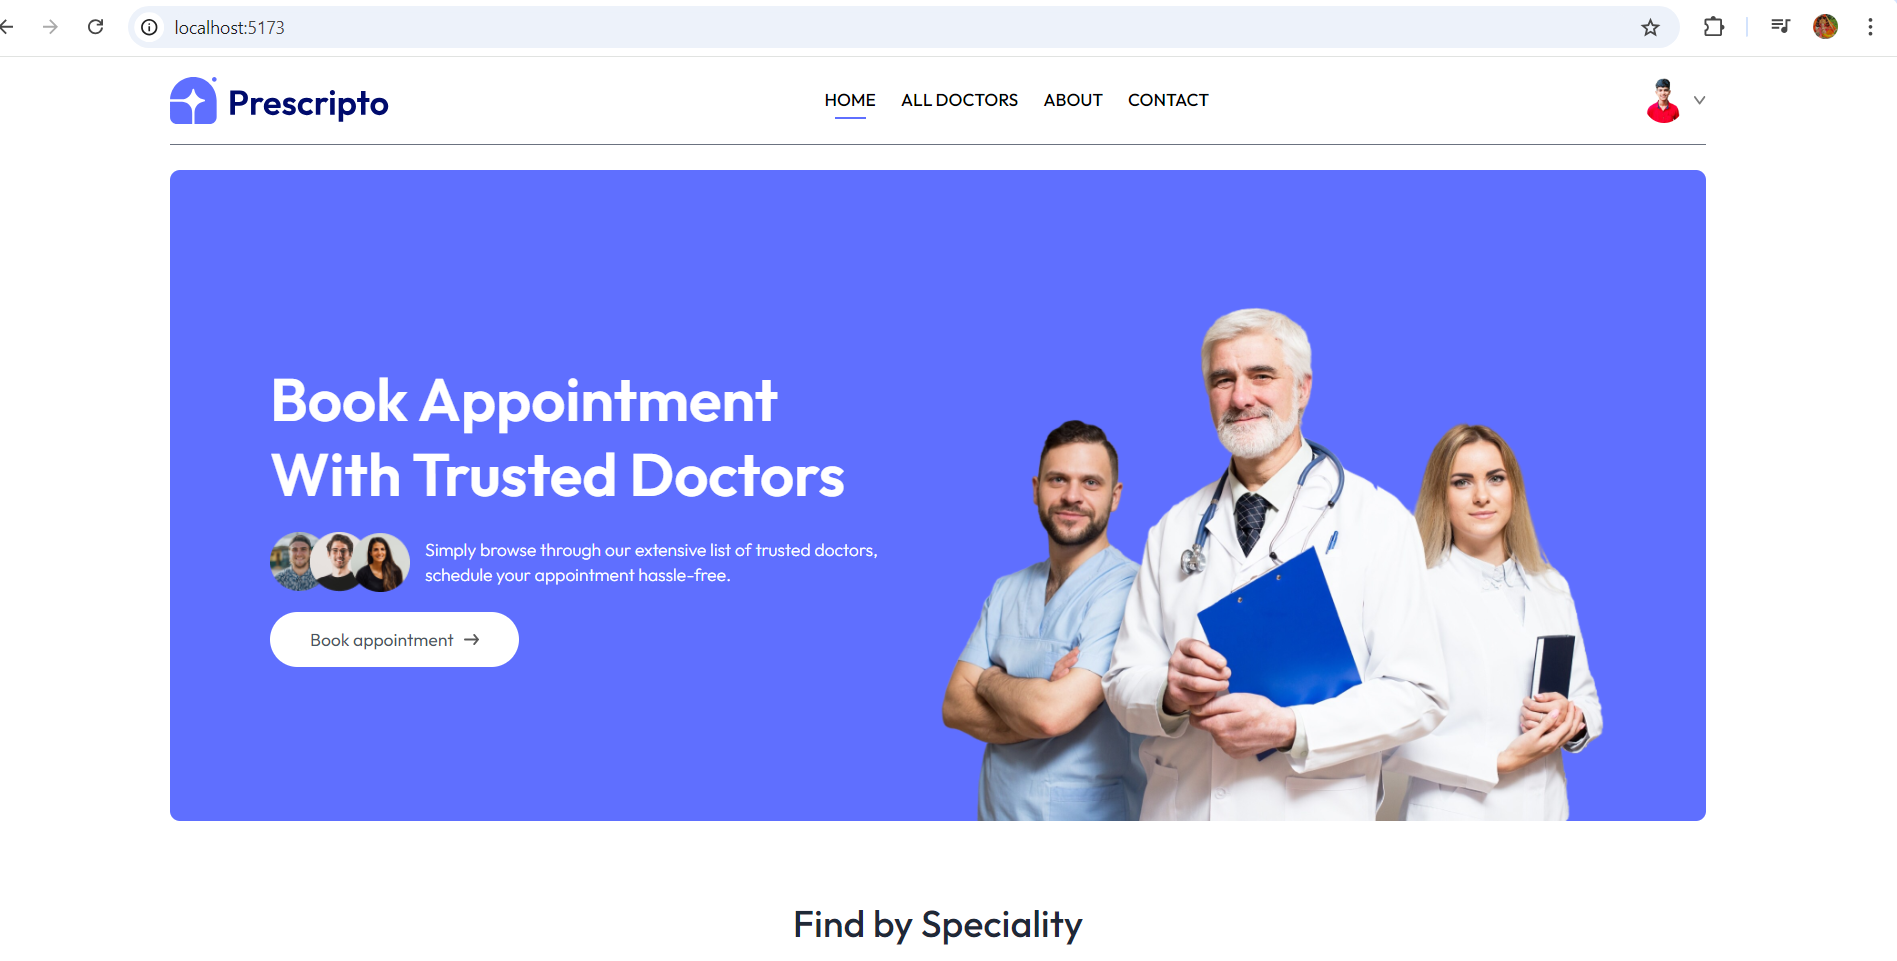 localhost:5173
Prescripto
HOME ALL DOCTORS ABOUT CONTACT
Book Appointment
With Trusted Doctors
Simply browse through our extensive list of trusted doctors,
schedule your appointment hassle-free.
Book appointment →
Find by Speciality